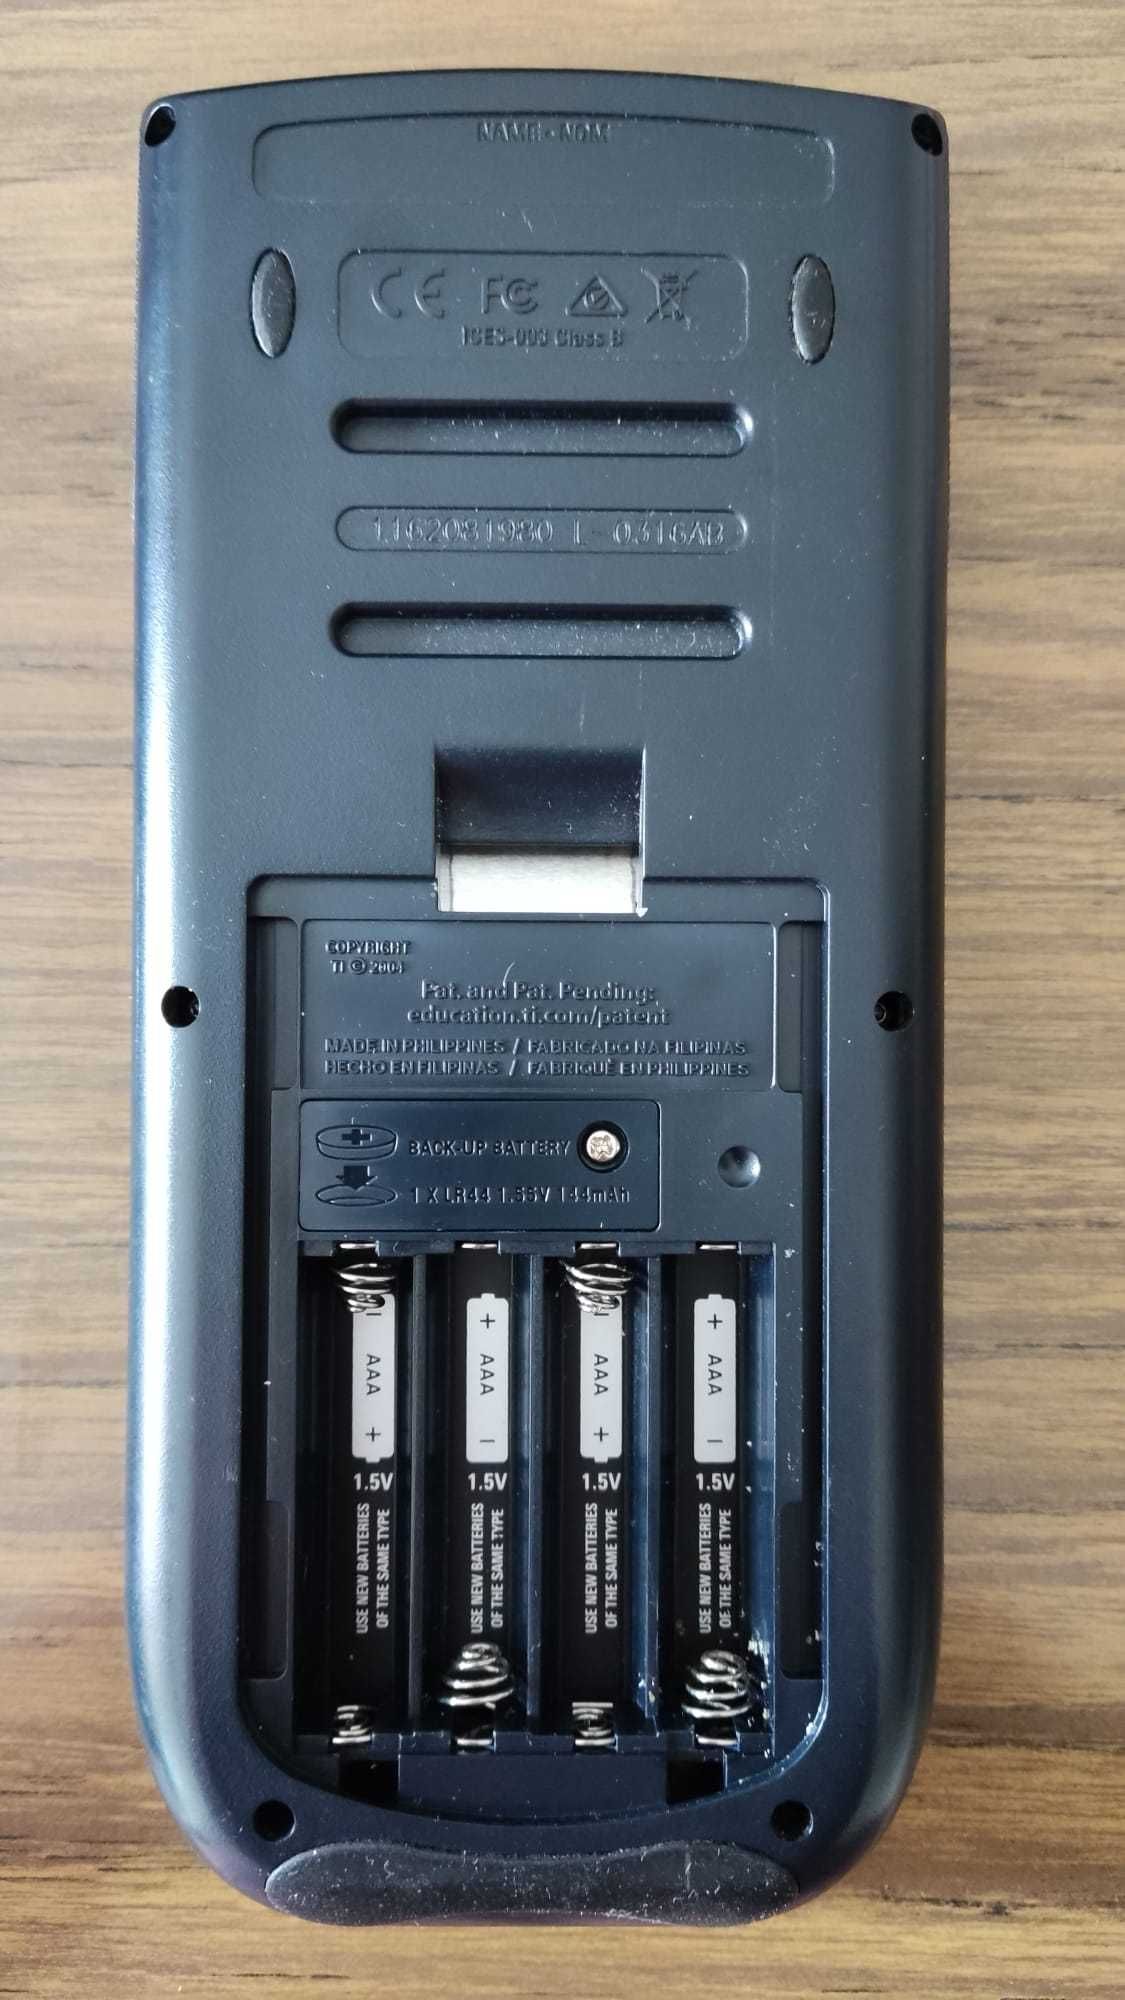 NAME - NOM
CE FC
ICES-003 Class B
1162081980 L-0316AB
COPYRIGHT
TI © 2004
Pat. and Pat. Pending:
education.ti.com/patent
MADE IN PHILIPPINES / FABRICADO NA FILIPINAS
HECHO EN FILIPINAS / FABRIQUÉ EN PHILIPPINES
+ BACK-UP BATTERY
1 X LR44 1.55V 144mAh
- AAA +
1.5V
USE NEW BATTERIES
OF THE SAME TYPE
+ AAA -
1.5V
USE NEW BATTERIES
OF THE SAME TYPE
- AAA +
1.5V
USE NEW BATTERIES
OF THE SAME TYPE
+ AAA -
1.5V
USE NEW BATTERIES
OF THE SAME TYPE